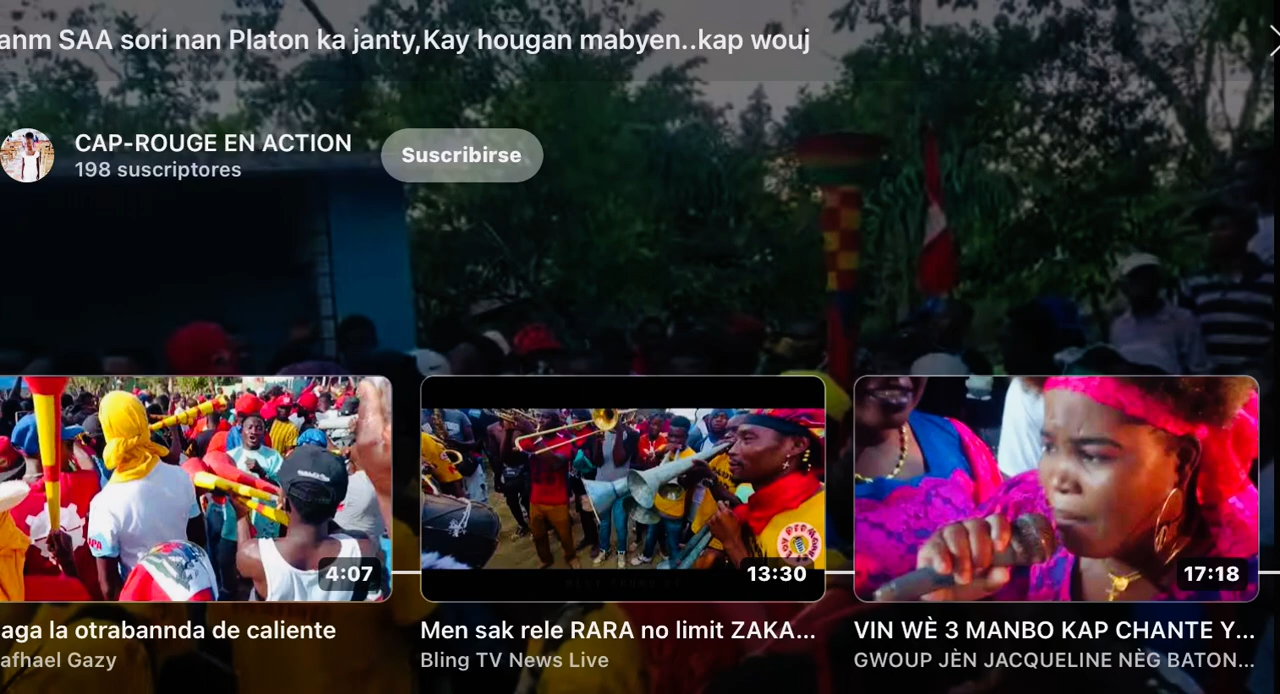 anm SAA sori nan Platon ka janty,Kay hougan mabyen..kap wouj
CAP-ROUGE EN ACTION
198 suscriptores
Suscribirse
4:07
13:30
17:18
aga la otrabannda de caliente
afhael Gazy
Men sak rele RARA no limit ZAKA...
Bling TV News Live
VIN WÈ 3 MANBO KAP CHANTE Y...
GWOUP JÈN JACQUELINE NÈG BATON...